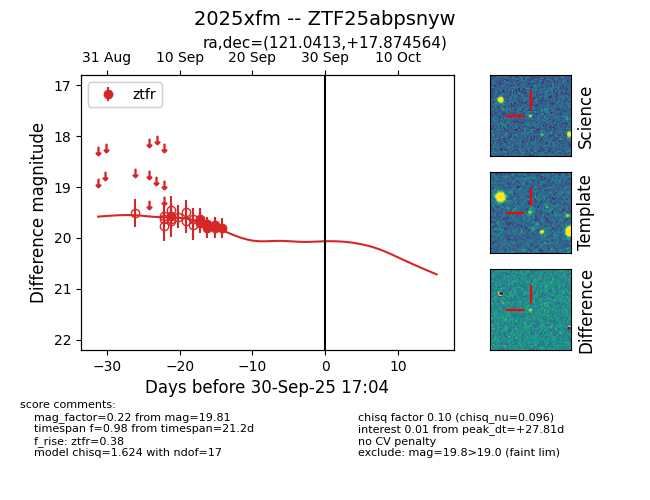 2025xfm -- ZTF25abpsnyw
ra,dec=(121.0413,+17.874564)
31 Aug 10 Sep 20 Sep 30 Sep 10 Oct
ztfr
17
18
19
20
21
22
Difference magnitude
−30 −20 −10 0 10
Days before 30-Sep-25 17:04
Science
Template
Difference
score comments:
mag_factor=0.22 from mag=19.81
timespan f=0.98 from timespan=21.2d
f_rise: ztfr=0.38
model chisq=1.624 with ndof=17
chisq factor 0.10 (chisq_nu=0.096)
interest 0.01 from peak_dt=+27.81d
no CV penalty
exclude: mag=19.8>19.0 (faint lim)